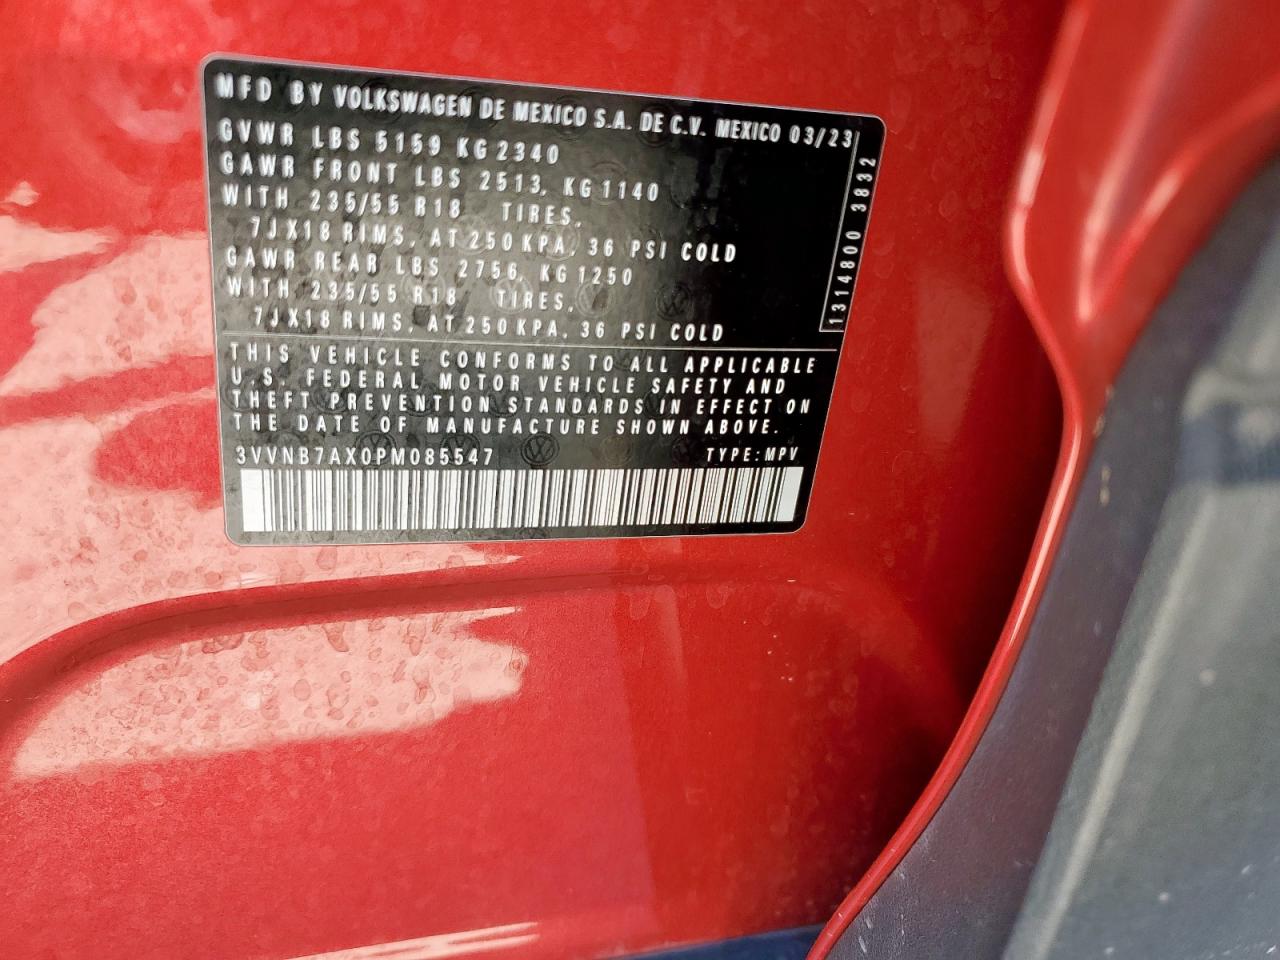 MFD BY VOLKSWAGEN DE MEXICO S.A. DE C.V. MEXICO 03/23
GVWR LBS 5159 KG 2340
GAWR FRONT LBS 2513, KG 1140
WITH 235/55 R18 TIRES,
7JX18 RIMS, AT 250 KPA, 36 PSI COLD
GAWR REAR LBS 2756, KG 1250
WITH 235/55 R18 TIRES,
7JX18 RIMS, AT 250 KPA, 36 PSI COLD
1314800 3832
THIS VEHICLE CONFORMS TO ALL APPLICABLE
U.S. FEDERAL MOTOR VEHICLE SAFETY AND
THEFT PREVENTION STANDARDS IN EFFECT ON
THE DATE OF MANUFACTURE SHOWN ABOVE.
3VVNB7AX0PM085547 TYPE: MPV